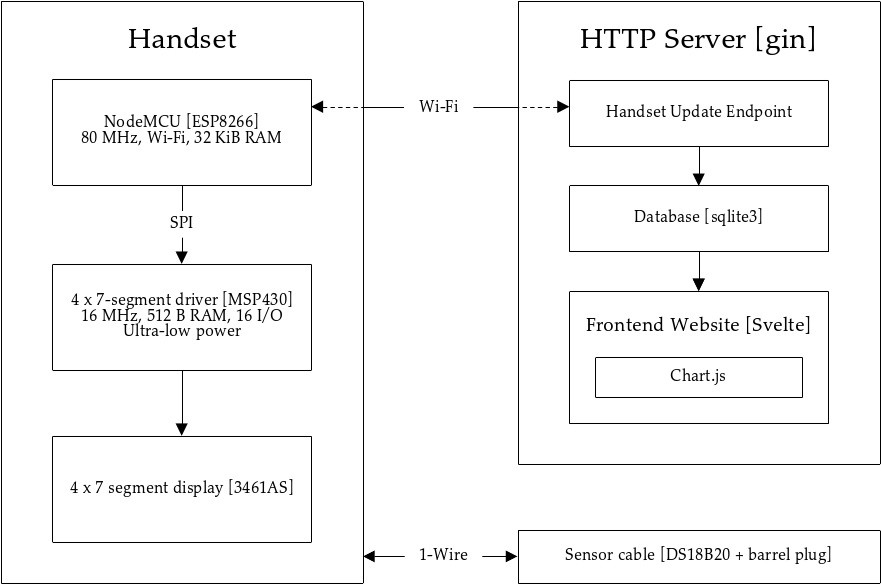 Handset
NodeMCU [ESP8266]
80 MHz, Wi-Fi, 32 KiB RAM
SPI
4 x 7-segment driver [MSP430]
16 MHz, 512 B RAM, 16 I/O
Ultra-low power
4 x 7 segment display [3461AS]
Wi-Fi
1-Wire
HTTP Server [gin]
Handset Update Endpoint
Database [sqlite3]
Frontend Website [Svelte]
Chart.js
Sensor cable [DS18B20 + barrel plug]